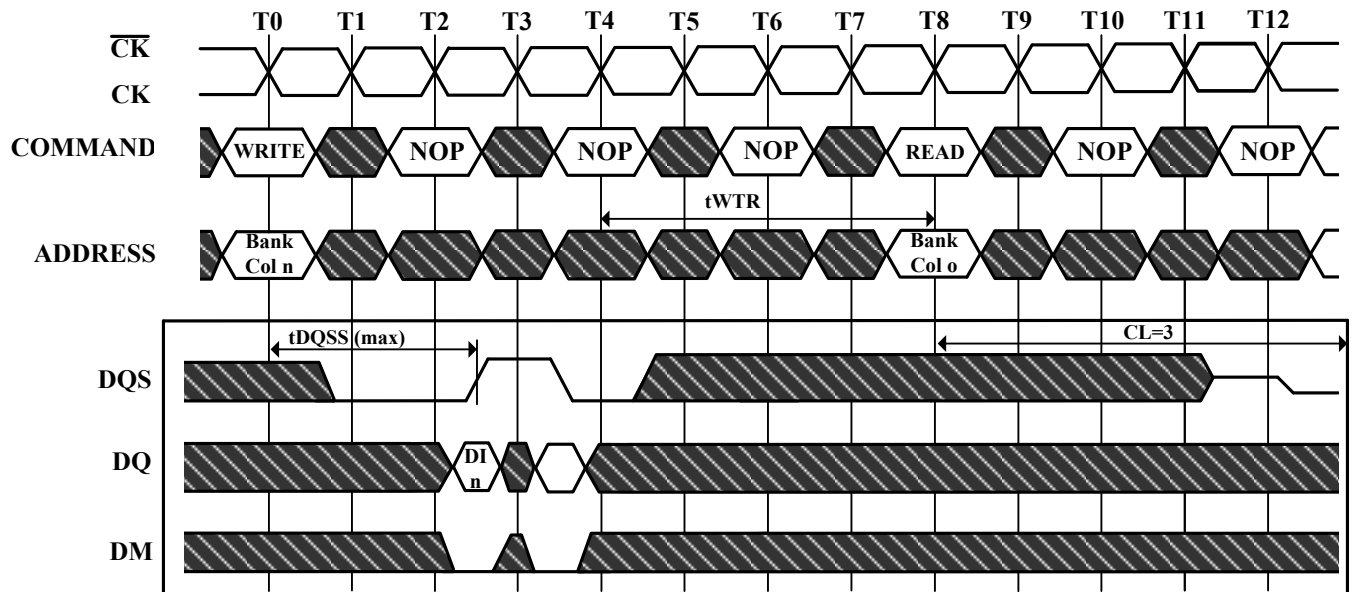 T0 T1 T2 T3 T4 T5 T6 T7 T8 T9 T10 T11 T12
CK
CK
COMMAND WRITE NOP NOP NOP READ NOP NOP
tWTR
ADDRESS Bank Col n Bank Col o
tDQSS (max) CL=3
DQS
DQ DI n
DM